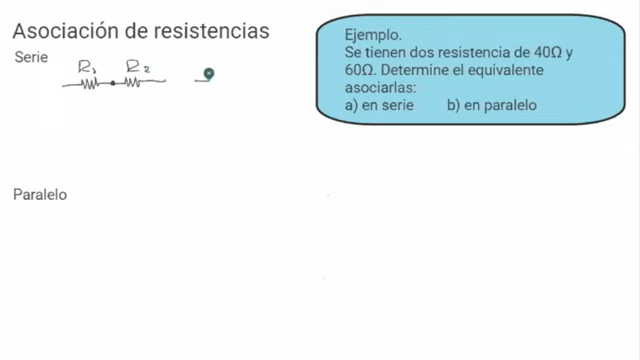 Asociación de resistencias
Serie
R₁ R₂
Ejemplo.
Se tienen dos resistencia de 40Ω y
60Ω. Determine el equivalente
asociarlas:
a) en serie b) en paralelo
Paralelo